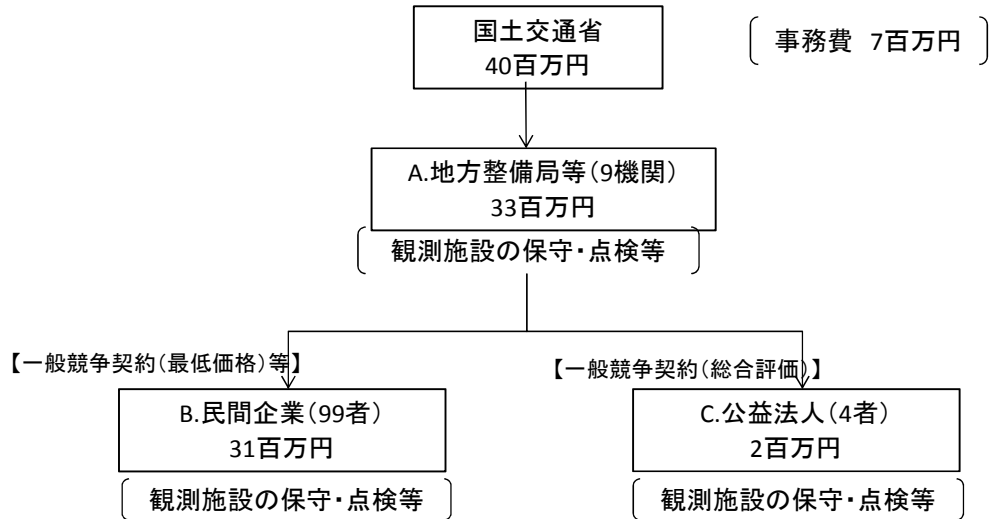 国土交通省
40百万円
事務費 7百万円
A.地方整備局等(9機関)
33百万円
観測施設の保守・点検等
【一般競争契約(最低価格)等】
【一般競争契約(総合評価)】
B.民間企業(99者)
31百万円
C.公益法人(4者)
2百万円
観測施設の保守・点検等
観測施設の保守・点検等